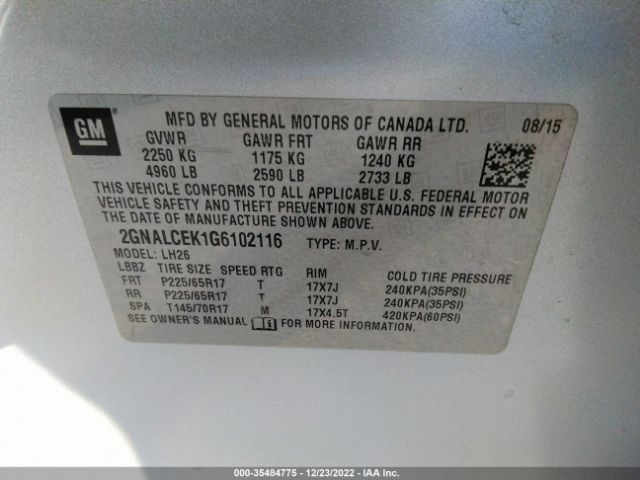 GM
MFD BY GENERAL MOTORS OF CANADA LTD. 08/15
GVWR GAWR FRT GAWR RR
2250 KG 1175 KG 1240 KG
4960 LB 2590 LB 2733 LB
THIS VEHICLE CONFORMS TO ALL APPLICABLE U.S. FEDERAL MOTOR
VEHICLE SAFETY AND THEFT PREVENTION STANDARDS IN EFFECT ON
THE DATE OF MANUFACTURE SHOWN ABOVE.
2GNALCEK1G6102116 TYPE: M.P.V.
MODEL: LH26
LBBZ TIRE SIZE SPEED RTG RIM COLD TIRE PRESSURE
FRT P225/65R17 T 17X7J 240KPA(35PSI)
RR P225/65R17 T 17X7J 240KPA(35PSI)
SPA T145/70R17 M 17X4.5T 420KPA(60PSI)
SEE OWNER'S MANUAL FOR MORE INFORMATION.
000-35484775 - 12/23/2022 - IAA Inc.